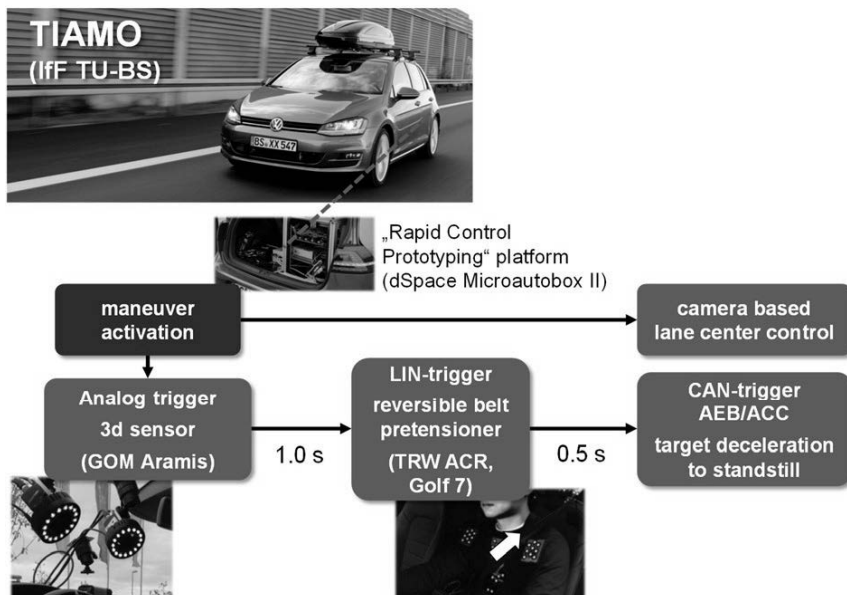 TIAMO
(IfF TU-BS)
BS·XX 547
„Rapid Control
Prototyping“ platform
(dSpace Microautobox II)
maneuver
activation
camera based
lane center control
Analog trigger
3d sensor
(GOM Aramis)
1.0 s
LIN-trigger
reversible belt
pretensioner
(TRW ACR,
Golf 7)
0.5 s
CAN-trigger
AEB/ACC
target deceleration
to standstill